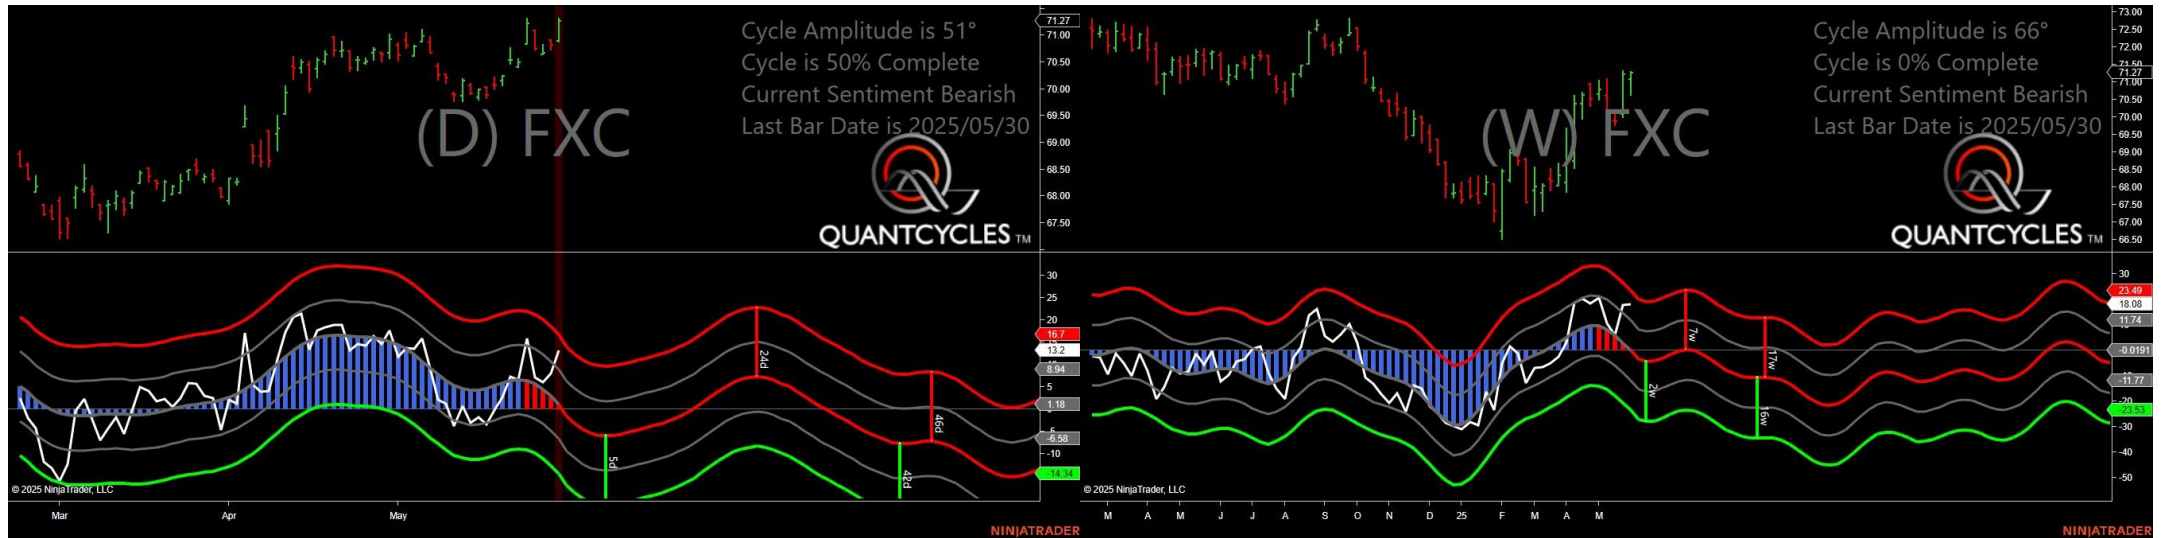 Cycle Amplitude is 51°
Cycle is 50% Complete
Current Sentiment Bearish
Last Bar Date is 2025/05/30
(D) FXC
QUANTCYCLES TM
71.27
71.00
70.50
70.00
69.50
69.00
68.50
68.00
67.50
30
25
20
16.7
13.2
8.94
5
1.18
-6.58
-10
-14.34
24d
46d
5d
42d
© 2025 NinjaTrader, LLC
Mar Apr May
NINJATRADER
Cycle Amplitude is 66°
Cycle is 0% Complete
Current Sentiment Bearish
Last Bar Date is 2025/05/30
(W) FXC
QUANTCYCLES TM
73.00
72.50
72.00
71.50
71.27
71.00
70.50
70.00
69.50
69.00
68.50
68.00
67.50
67.00
66.50
30
23.49
18.08
11.74
-0.0191
-11.77
-20
-23.53
-30
-40
-50
7w
17w
2w
16w
© 2025 NinjaTrader, LLC
M A M J J A S O N D 25 F M A M
NINJATRADER